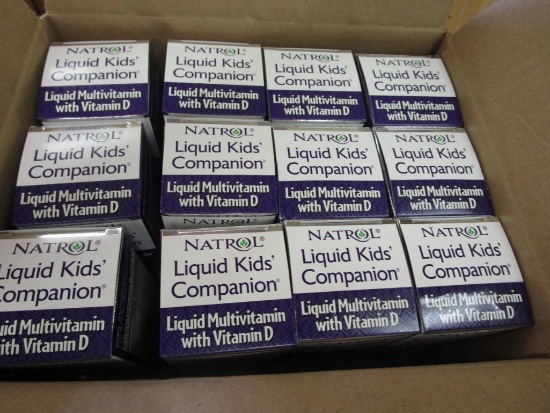 NATROL®
Liquid Kids'
Companion®
Liquid Multivitamin
with Vitamin D
NATROL®
Liquid Kids'
Companion®
Liquid Multivitamin
with Vitamin D
NATROL®
Liquid Kids'
Companion®
Liquid Multivitamin
with Vitamin D
NATROL®
Liquid Kids'
Companion®
Liquid Multivitamin
with Vitamin D
NATROL®
Liquid Kids'
Companion®
Liquid Multivitamin
with Vitamin D
NATROL®
Liquid Kids'
Companion®
Liquid Multivitamin
with Vitamin D
NATROL®
Liquid Kids'
Companion®
Liquid Multivitamin
with Vitamin D
NATROL®
Liquid Kids'
Companion®
Liquid Multivitamin
with Vitamin D
NATROL
NATROL®
Liquid Kids'
Companion®
uid Multivitamin
ith Vitamin D
NATROL®
Liquid Kids'
Companion®
Liquid Multivitamin
with Vitamin D
NATROL®
Liquid Kids'
Companion®
Liquid Multivitamin
with Vitamin D
NATROL®
Liquid Kids'
Companion®
Liquid Multivitamin
with Vitamin D